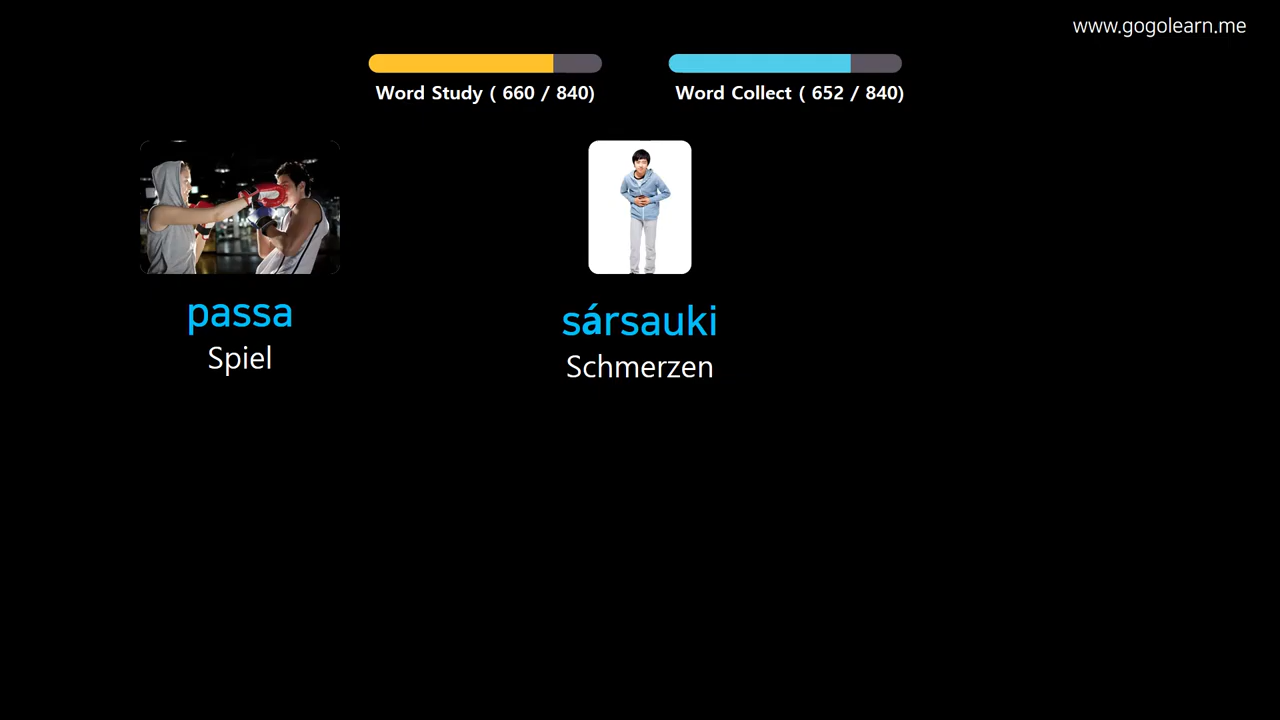 www.gogolearn.me
Word Study ( 660 / 840)
Word Collect ( 652 / 840)
passa
Spiel
sársauki
Schmerzen